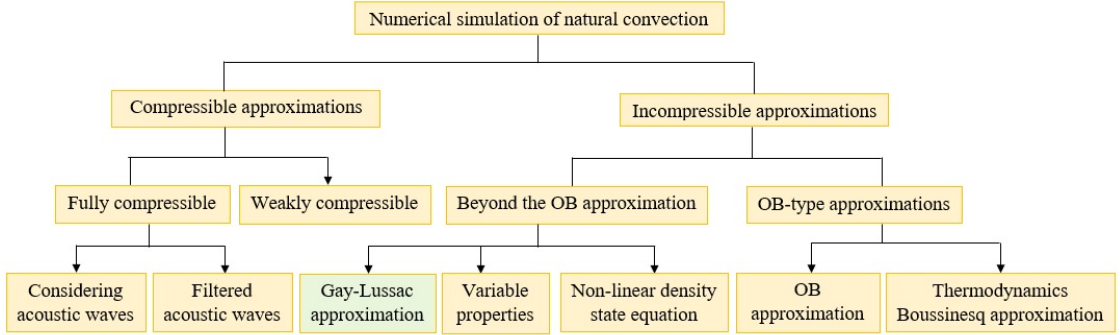 Numerical simulation of natural convection
Compressible approximations
Incompressible approximations
Fully compressible
Weakly compressible
Beyond the OB approximation
OB-type approximations
Considering
acoustic waves
Filtered
acoustic waves
Gay-Lussac
approximation
Variable
properties
Non-linear density
state equation
OB
approximation
Thermodynamics
Boussinesq approximation